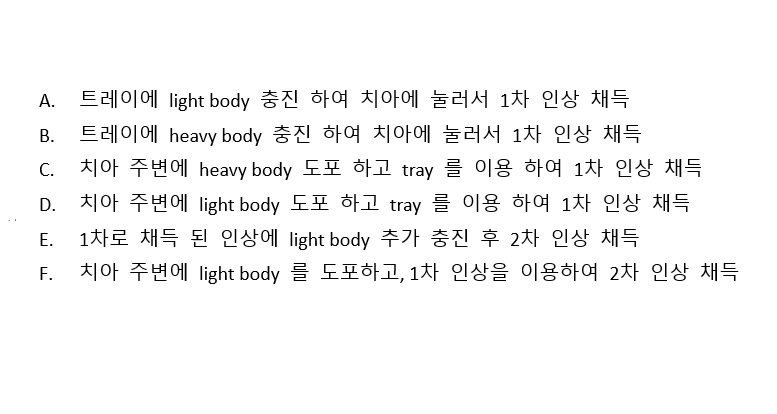 A. 트레이에 light body 충진 하여 치아에 눌러서 1차 인상 채득
B. 트레이에 heavy body 충진 하여 치아에 눌러서 1차 인상 채득
C. 치아 주변에 heavy body 도포 하고 tray 를 이용 하여 1차 인상 채득
D. 치아 주변에 light body 도포 하고 tray 를 이용 하여 1차 인상 채득
E. 1차로 채득 된 인상에 light body 추가 충진 후 2차 인상 채득
F. 치아 주변에 light body 를 도포하고, 1차 인상을 이용하여 2차 인상 채득